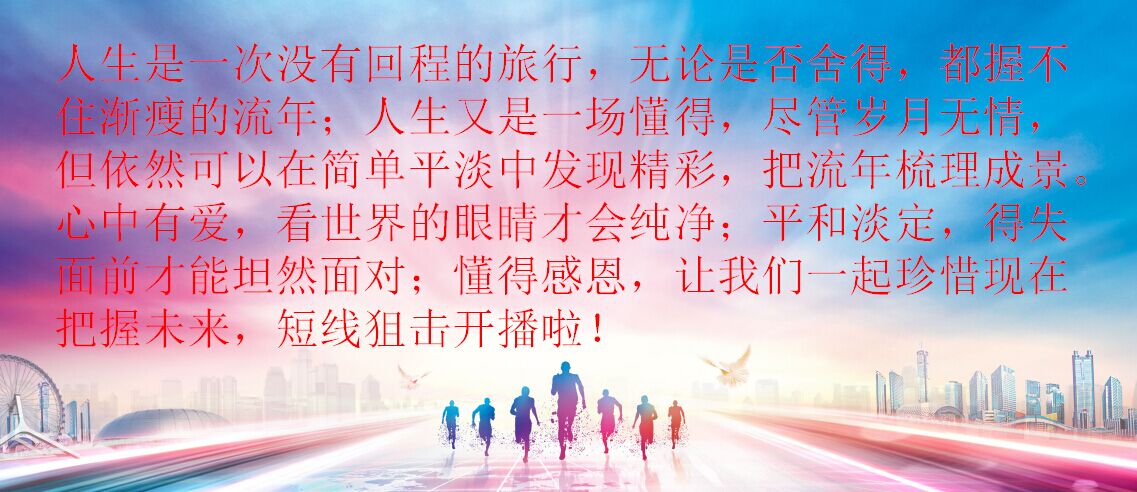 人生是一次没有回程的旅行，无论是否舍得，都握不
住渐瘦的流年；人生又是一场懂得，尽管岁月无情，
但依然可以在简单平淡中发现精彩，把流年梳理成景。
心中有爱，看世界的眼睛才会纯净；平和淡定，得失
面前才能坦然面对；懂得感恩，让我们一起珍惜现在
把握未来，短线狙击开播啦！